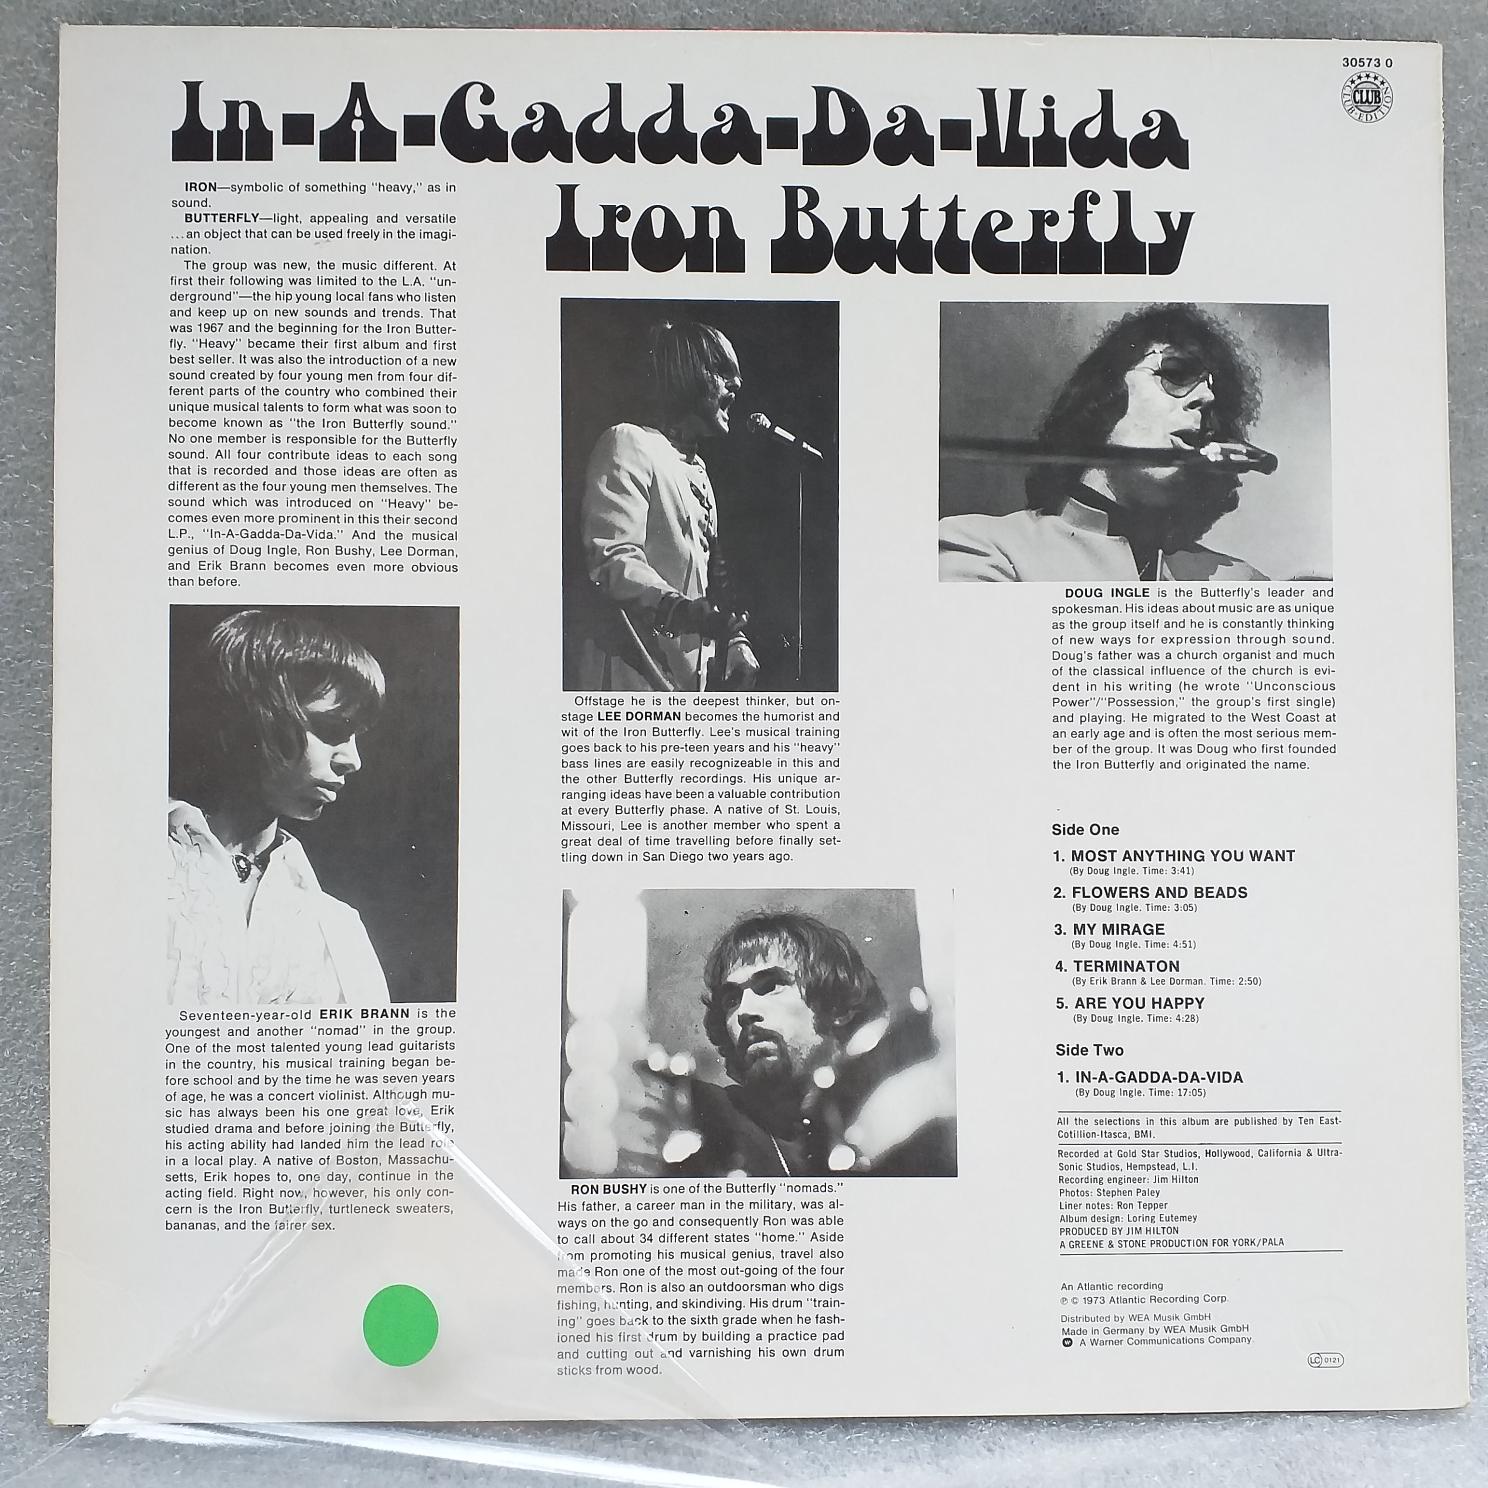 30573 0
CLUB
CLUB-EDITION
In-A-Gadda-Da-Vida
Iron Butterfly
IRON—symbolic of something "heavy," as in
sound.
BUTTERFLY—light, appealing and versatile
...an object that can be used freely in the imagi-
nation.
The group was new, the music different. At
first their following was limited to the L.A. "un-
derground"—the hip young local fans who listen
and keep up on new sounds and trends. That
was 1967 and the beginning for the Iron Butter-
fly. "Heavy" became their first album and first
best seller. It was also the introduction of a new
sound created by four young men from four dif-
ferent parts of the country who combined their
unique musical talents to form what was soon to
become known as "the Iron Butterfly sound."
No one member is responsible for the Butterfly
sound. All four contribute ideas to each song
that is recorded and those ideas are often as
different as the four young men themselves. The
sound which was introduced on "Heavy" be-
comes even more prominent in this their second
L.P., "In-A-Gadda-Da-Vida." And the musical
genius of Doug Ingle, Ron Bushy, Lee Dorman,
and Erik Brann becomes even more obvious
than before.
Seventeen-year-old ERIK BRANN is the
youngest and another "nomad" in the group.
One of the most talented young lead guitarists
in the country, his musical training began be-
fore school and by the time he was seven years
of age, he was a concert violinist. Although mu-
sic has always been his one great love, Erik
studied drama and before joining the Butterfly,
his acting ability had landed him the lead role
in a local play. A native of Boston, Massachu-
setts, Erik hopes to, one day, continue in the
acting field. Right now, however, his only con-
cern is the Iron Butterfly, turtleneck sweaters,
bananas, and the fairer sex.
Offstage he is the deepest thinker, but on-
stage LEE DORMAN becomes the humorist and
wit of the Iron Butterfly. Lee's musical training
goes back to his pre-teen years and his "heavy"
bass lines are easily recognizeable in this and
the other Butterfly recordings. His unique ar-
ranging ideas have been a valuable contribution
at every Butterfly phase. A native of St. Louis,
Missouri, Lee is another member who spent a
great deal of time travelling before finally set-
tling down in San Diego two years ago.
RON BUSHY is one of the Butterfly "nomads."
His father, a career man in the military, was al-
ways on the go and consequently Ron was able
to call about 34 different states "home." Aside
from promoting his musical genius, travel also
made Ron one of the most out-going of the four
members. Ron is also an outdoorsman who digs
fishing, hunting, and skindiving. His drum "train-
ing" goes back to the sixth grade when he fash-
ioned his first drum by building a practice pad
and cutting out and varnishing his own drum
sticks from wood.
DOUG INGLE is the Butterfly's leader and
spokesman. His ideas about music are as unique
as the group itself and he is constantly thinking
of new ways for expression through sound.
Doug's father was a church organist and much
of the classical influence of the church is evi-
dent in his writing (he wrote "Unconscious
Power"/"Possession," the group's first single)
and playing. He migrated to the West Coast at
an early age and is often the most serious mem-
ber of the group. It was Doug who first founded
the Iron Butterfly and originated the name.
Side One
1. MOST ANYTHING YOU WANT
(By Doug Ingle. Time: 3:41)
2. FLOWERS AND BEADS
(By Doug Ingle. Time: 3:05)
3. MY MIRAGE
(By Doug Ingle. Time: 4:51)
4. TERMINATON
(By Erik Brann & Lee Dorman. Time: 2:50)
5. ARE YOU HAPPY
(By Doug Ingle. Time: 4:28)
Side Two
1. IN-A-GADDA-DA-VIDA
(By Doug Ingle. Time: 17:05)
All the selections in this album are published by Ten East-
Cotillion-Itasca, BMI.
Recorded at Gold Star Studios, Hollywood, California & Ultra-
Sonic Studios, Hempstead, L.I.
Recording engineer: Jim Hilton
Photos: Stephen Paley
Liner notes: Ron Tepper
Album design: Loring Eutemey
PRODUCED BY JIM HILTON
A GREENE & STONE PRODUCTION FOR YORK/PALA
An Atlantic recording
℗ © 1973 Atlantic Recording Corp.
Distributed by WEA Musik GmbH
Made in Germany by WEA Musik GmbH
A Warner Communications Company.
LC 0121